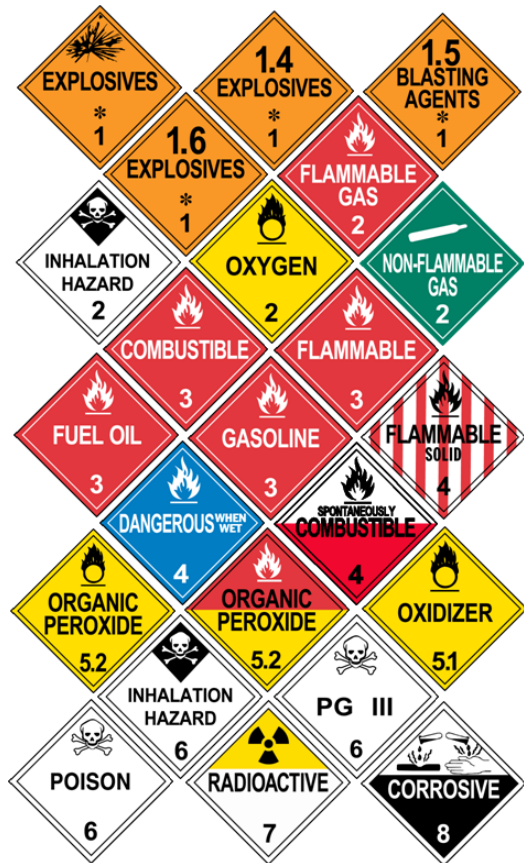 EXPLOSIVES
*
1
1.4
EXPLOSIVES
*
1
1.5
BLASTING
AGENTS
*
1
1.6
EXPLOSIVES
*
1
FLAMMABLE
GAS
2
INHALATION
HAZARD
2
OXYGEN
2
NON-FLAMMABLE
GAS
2
COMBUSTIBLE
3
FLAMMABLE
3
FUEL OIL
3
GASOLINE
3
FLAMMABLE
SOLID
4
DANGEROUS WHEN WET
4
SPONTANEOUSLY
COMBUSTIBLE
4
ORGANIC
PEROXIDE
5.2
ORGANIC
PEROXIDE
5.2
OXIDIZER
5.1
INHALATION
HAZARD
6
PG III
6
POISON
6
RADIOACTIVE
7
CORROSIVE
8